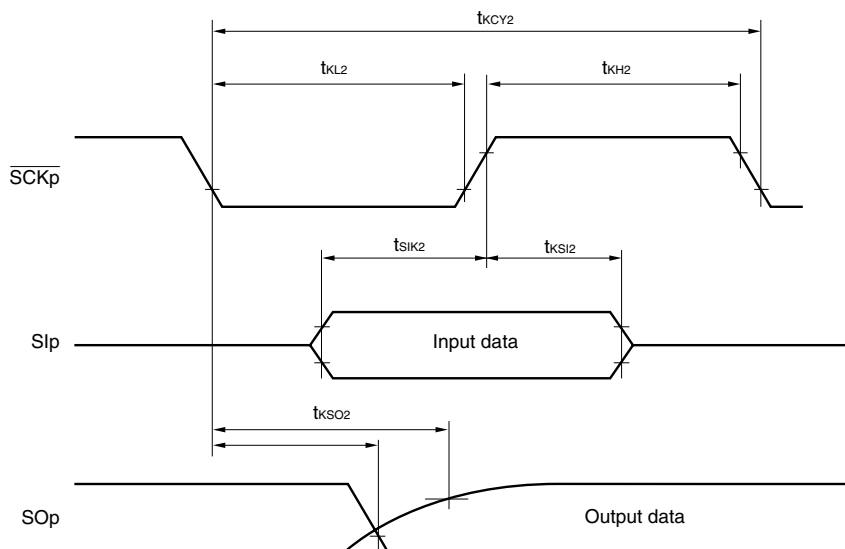 tKCY2
tKL2
tKH2
SCKp
tSIK2
tKSI2
SIp
Input data
tKSO2
SOp
Output data